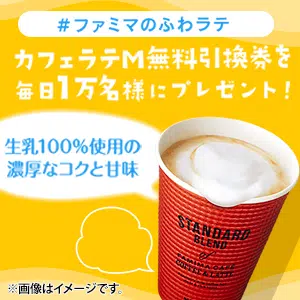 #ファミマのふわラテ
カフェラテM無料引換券を
毎日1万名様にプレゼント!
生乳100%使用の
濃厚なコクと甘味
STANDARD
BLEND
of
※画像はイメージです。